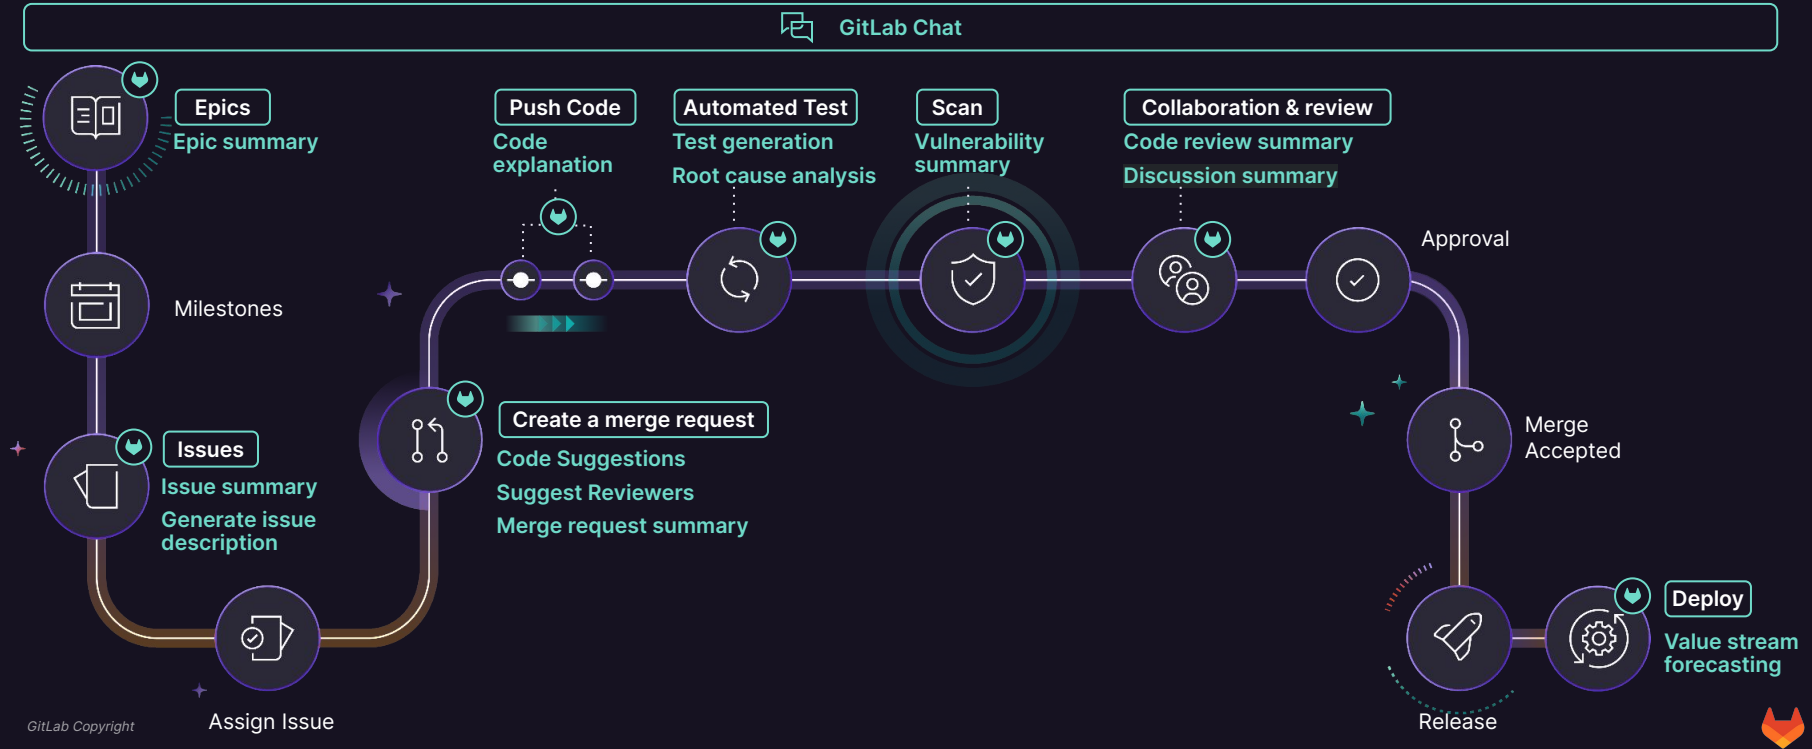 GitLab Chat
Epics
Epic summary
Milestones
Issues
Issue summary
Generate issue
description
Assign Issue
Create a merge request
Code Suggestions
Suggest Reviewers
Merge request summary
Push Code
Code
explanation
Automated Test
Test generation
Root cause analysis
Scan
Vulnerability
summary
Collaboration & review
Code review summary
Discussion summary
Approval
Merge
Accepted
Release
Deploy
Value stream
forecasting
GitLab Copyright